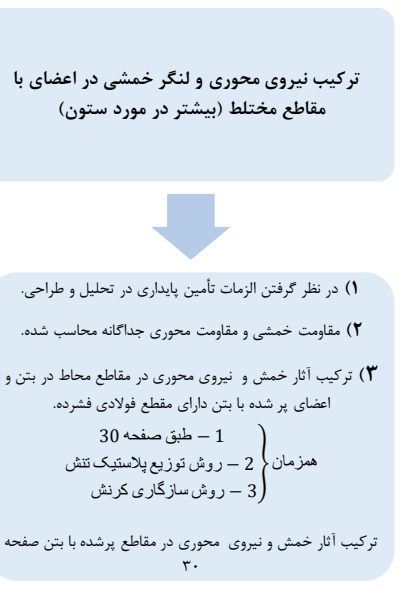 ترکیب نیروی محوری و لنگر خمشی در اعضای با
مقاطع مختلط (بیشتر در مورد ستون)
۱) در نظر گرفتن الزمات تأمین پایداری در تحلیل و طراحی.
۲) مقاومت خمشی و مقاومت محوری جداگانه محاسب شده.
۳) ترکیب آثار خمش و نیروی محوری در مقاطع محاط در بتن و
اعضای پر شده با بتن دارای مقطع فولادی فشرده.
1 – طبق صفحه 30
همزمان 2 – روش توزیع پلاستیک تنش
3 – روش سازگاری کرنش
ترکیب آثار خمش و نیروی محوری در مقاطع پرشده با بتن صفحه
۳۰